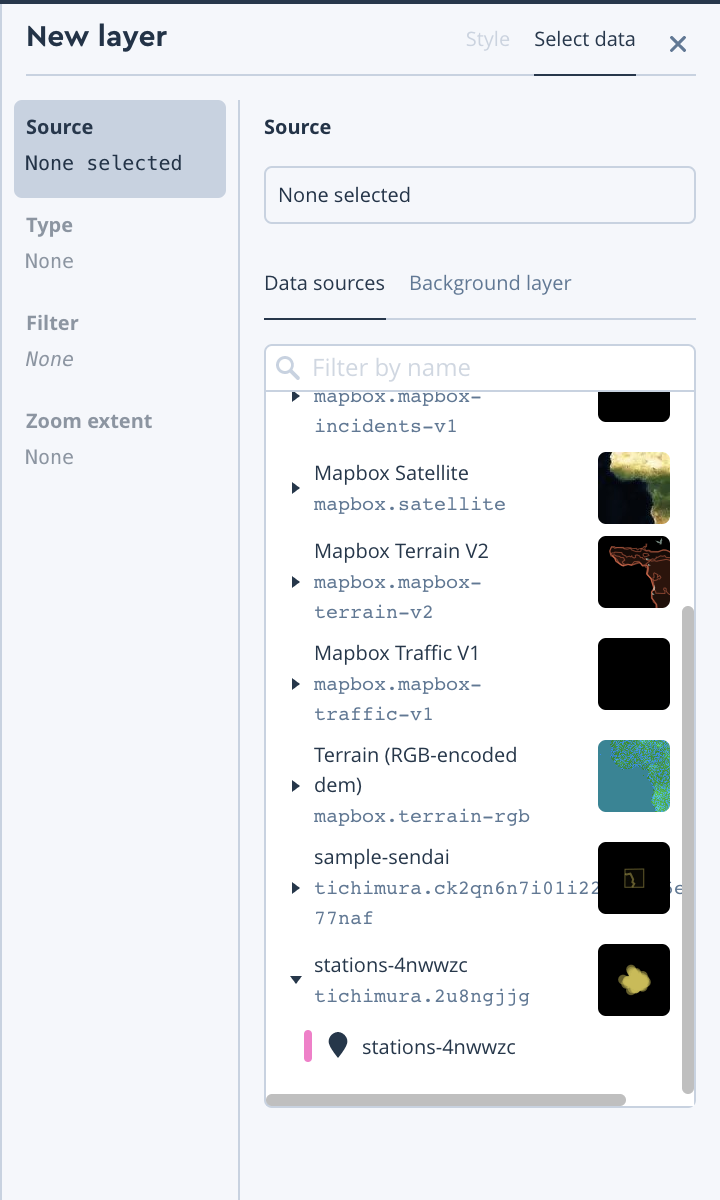 New layer
Style
Select data
Source
None selected
Type
None
Filter
None
Zoom extent
None
Source
None selected
Data sources
Background layer
Filter by name
mapbox.mapbox-
incidents-v1
Mapbox Satellite
mapbox.satellite
Mapbox Terrain V2
mapbox.mapbox-
terrain-v2
Mapbox Traffic V1
mapbox.mapbox-
traffic-v1
Terrain (RGB-encoded
dem)
mapbox.terrain-rgb
sample-sendai
77naf
stations-4nwwzc
tichimura.2u8ngjjg
stations-4nwwzc